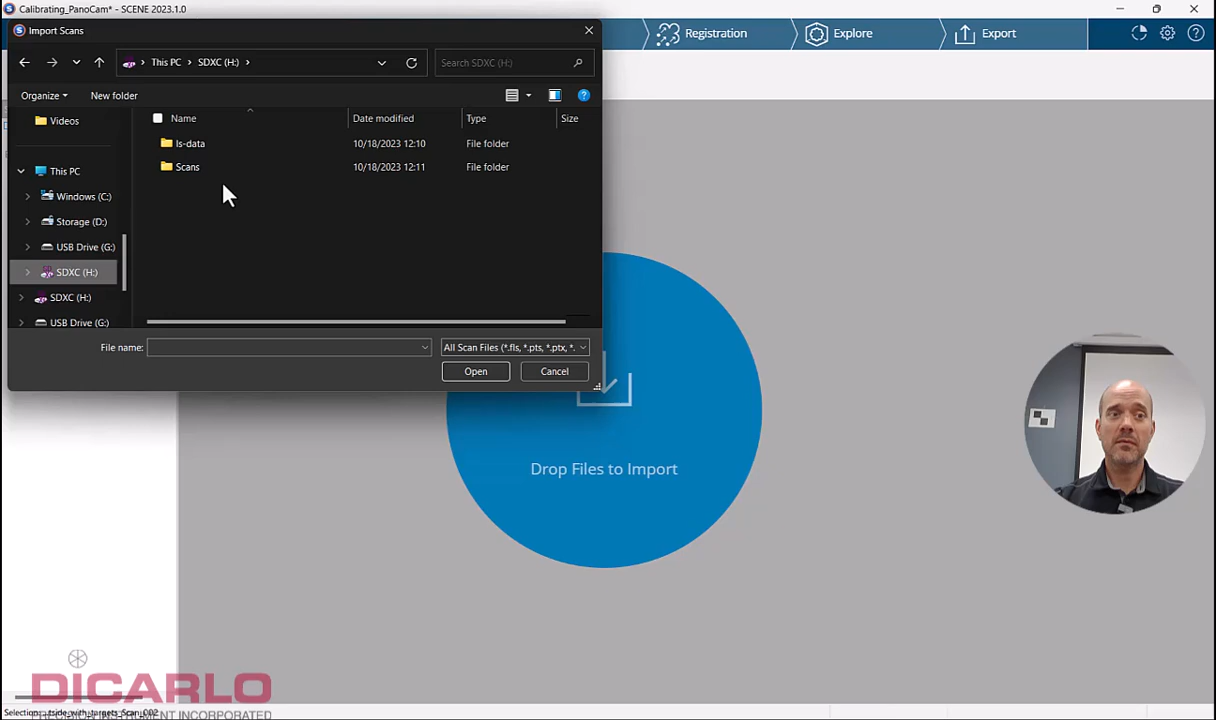 Calibrating_PanoCam* - SCENE 2023.1.0
Import Scans
Registration
Explore
Export
This PC
SDXC (H:)
Search SDXC (H:)
Organize
New folder
Name
Date modified
Type
Size
Videos
ls-data
10/18/2023 12:10
File folder
Scans
10/18/2023 12:11
File folder
This PC
Windows (C:)
Storage (D:)
USB Drive (G:)
SDXC (H:)
SDXC (H:)
USB Drive (G:)
File name:
All Scan Files (*.fls, *.pts, *.ptx, *.
Open
Cancel
Drop Files to Import
DICARLO
PRECISION INSTRUMENT INCORPORATED